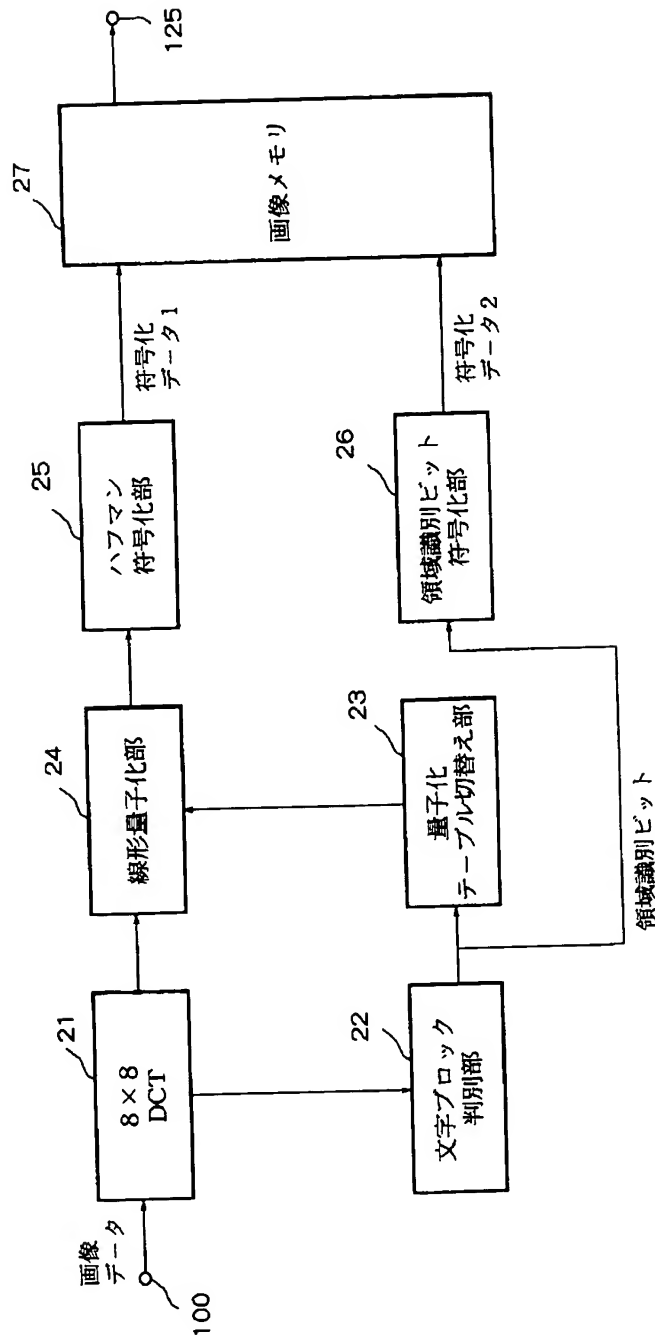 画像
データ
100
21
8×8
DCT
24
線形量子化部
25
ハフマン
符号化部
符号化
データ1
27
画像メモリ
125
22
文字ブロック
判別部
23
量子化
テーブル切替え部
26
領域識別ビット
符号化部
符号化
データ2
領域識別ビット